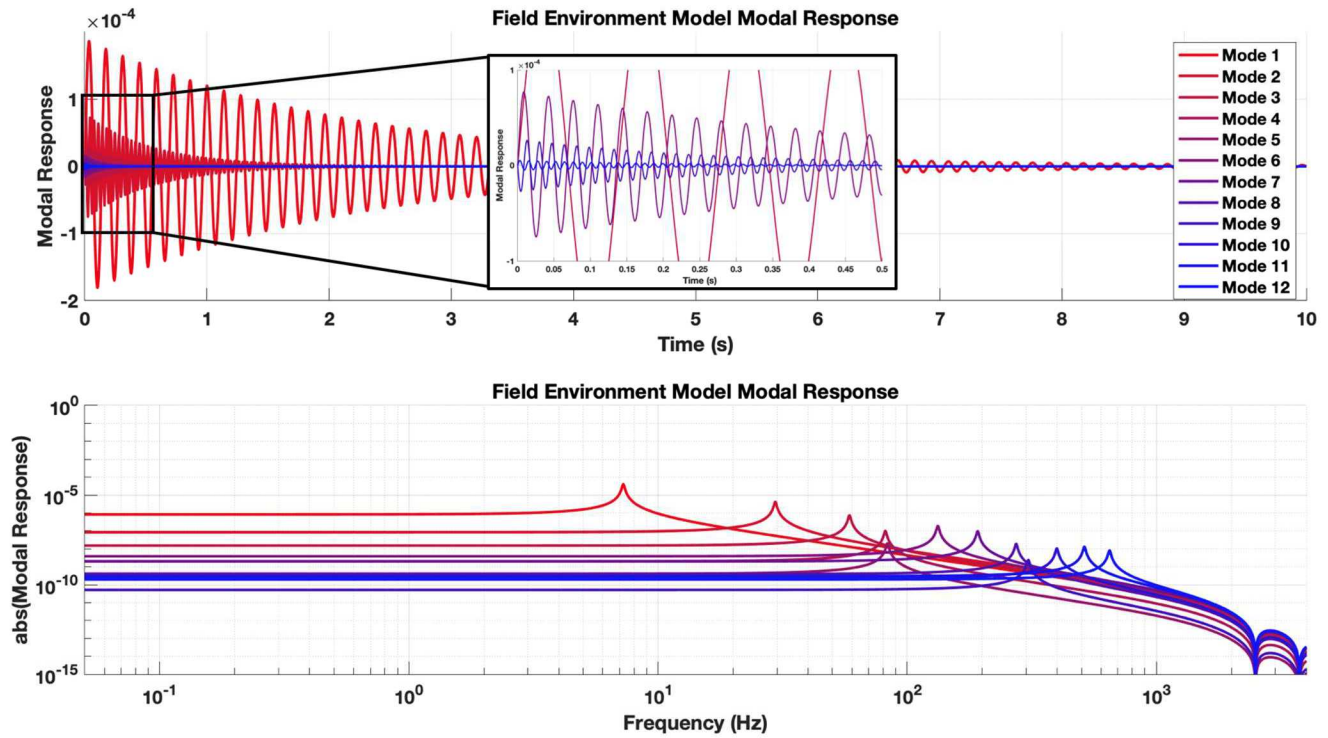 Field Environment Model Modal Response
×10⁻⁴
Modal Response
1
0
-1
-2
0 1 2 3 4 5 6 7 8 9 10
Time (s)
×10⁻⁴
Modal Response
1
0
-1
0 0.05 0.1 0.15 0.2 0.25 0.3 0.35 0.4 0.45 0.5
Time (s)
Mode 1
Mode 2
Mode 3
Mode 4
Mode 5
Mode 6
Mode 7
Mode 8
Mode 9
Mode 10
Mode 11
Mode 12
Field Environment Model Modal Response
abs(Modal Response)
10⁰
10⁻⁵
10⁻¹⁰
10⁻¹⁵
10⁻¹ 10⁰ 10¹ 10² 10³
Frequency (Hz)